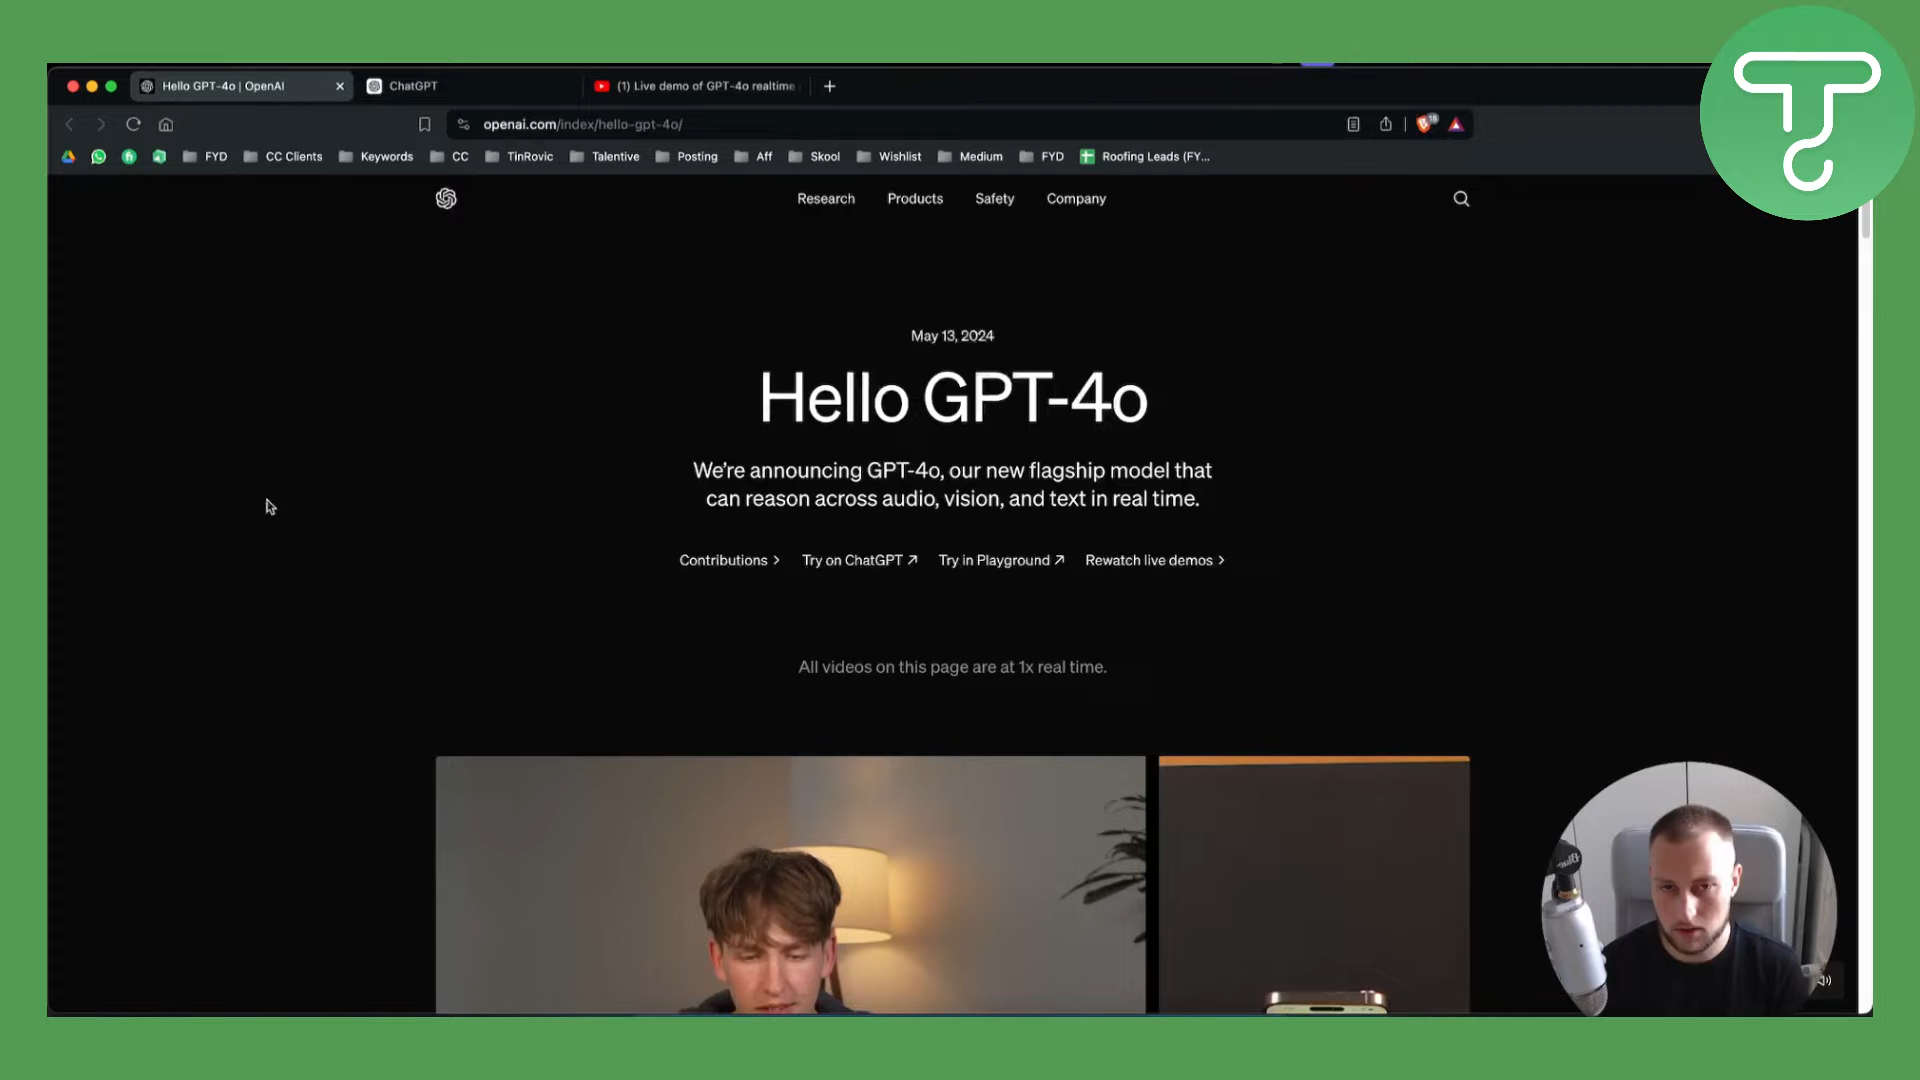 Hello GPT-4o | OpenAI
ChatGPT
(1) Live demo of GPT-4o realtime
openai.com/index/hello-gpt-4o/
18
FYD
CC Clients
Keywords
CC
TinRovic
Talentive
Posting
Aff
Skool
Wishlist
Medium
FYD
Roofing Leads (FY...
Research
Products
Safety
Company
May 13, 2024
Hello GPT-4o
We're announcing GPT-4o, our new flagship model that
can reason across audio, vision, and text in real time.
Contributions
Try on ChatGPT
Try in Playground
Rewatch live demos
All videos on this page are at 1x real time.